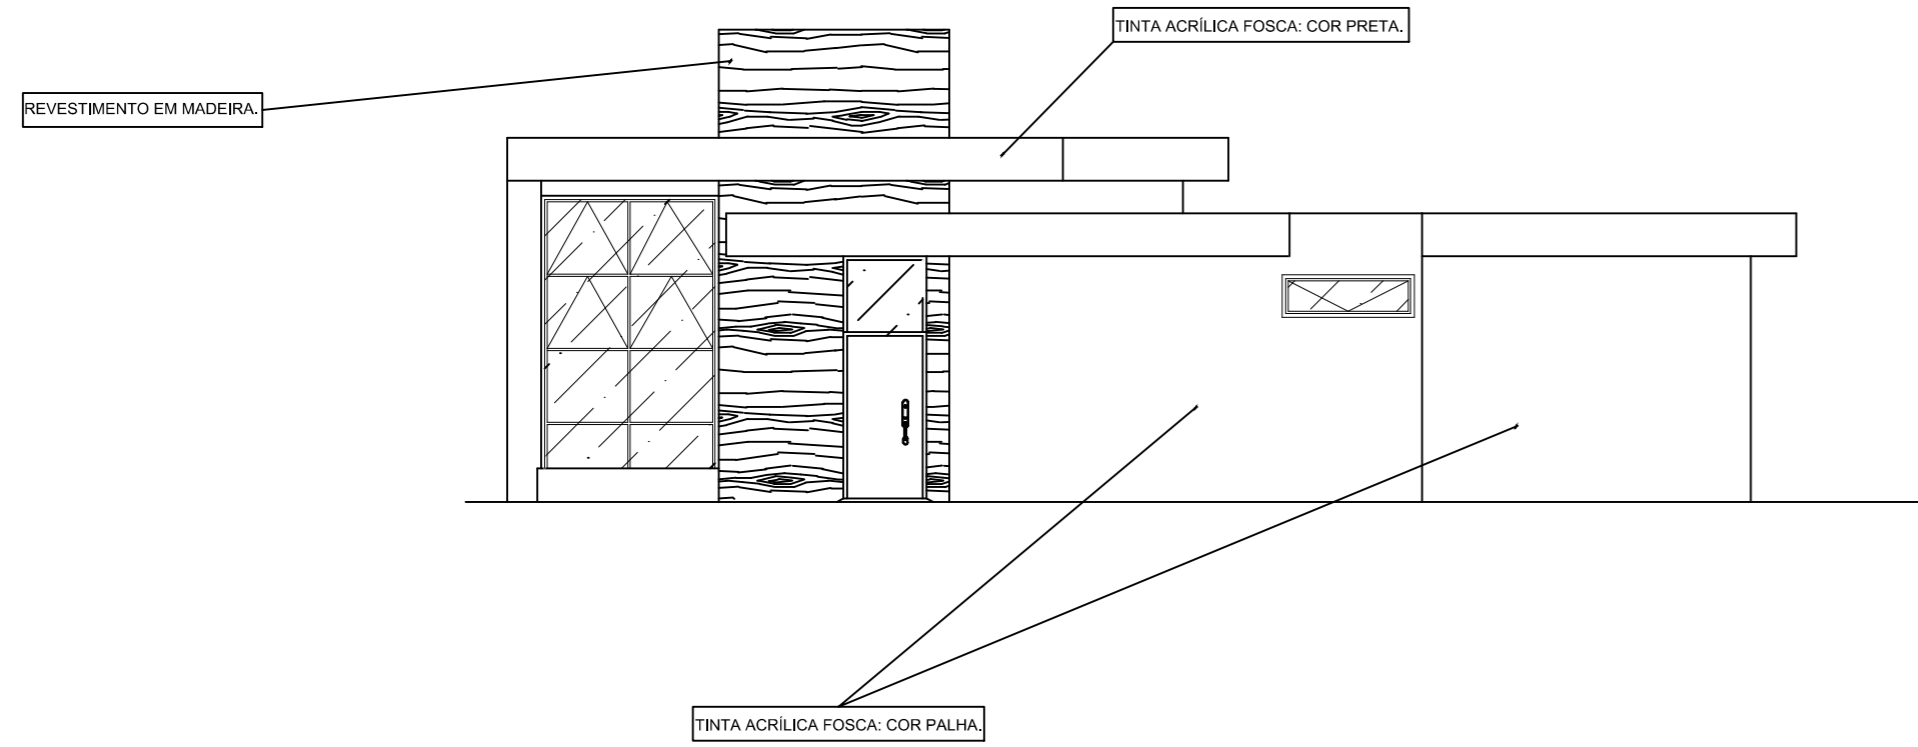 TINTA ACRÍLICA FOSCA: COR PRETA.
REVESTIMENTO EM MADEIRA.
TINTA ACRÍLICA FOSCA: COR PALHA.